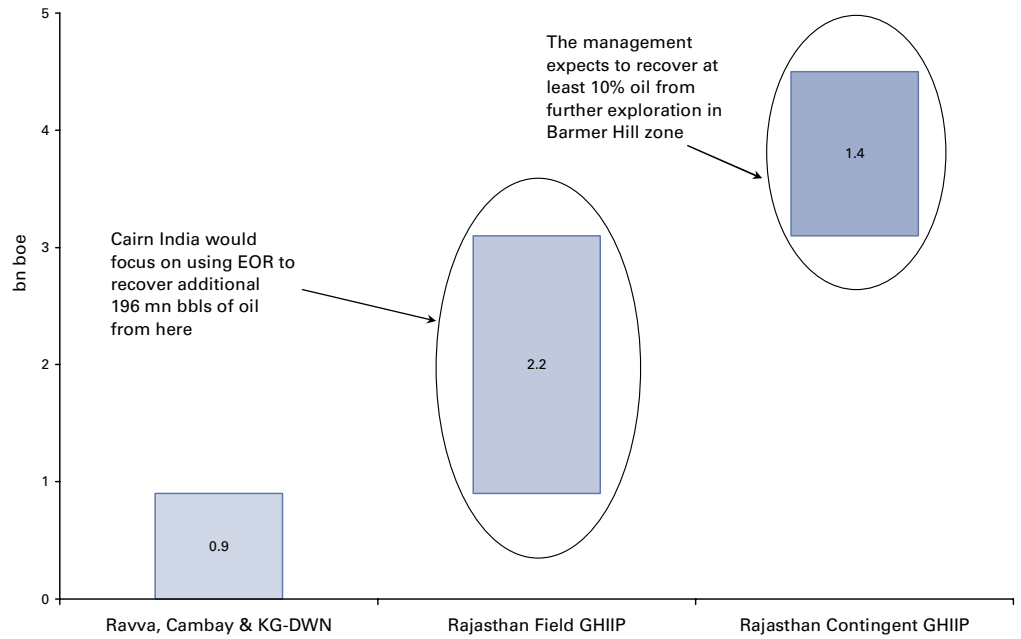 5
4
3
2
1
0
bn boe
The management
expects to recover at
least 10% oil from
further exploration in
Barmer Hill zone
1.4
Cairn India would
focus on using EOR to
recover additional
196 mn bbls of oil
from here
2.2
0.9
Ravva, Cambay & KG-DWN
Rajasthan Field GHIIP
Rajasthan Contingent GHIIP